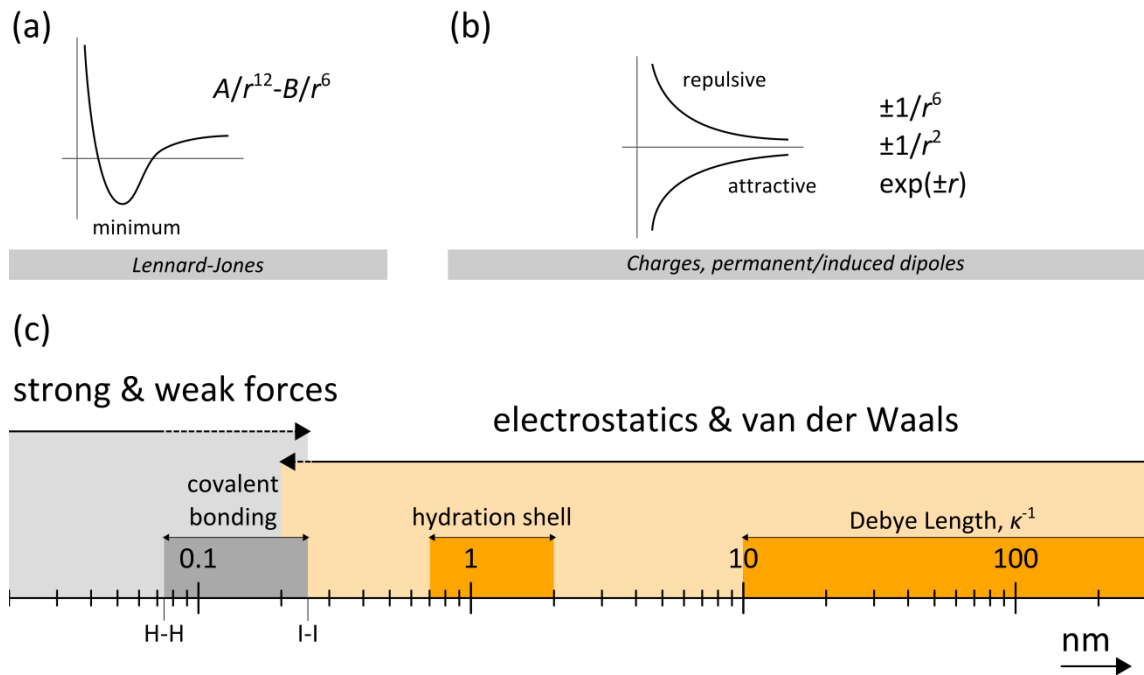 (a)
A/r¹²-B/r⁶
minimum
Lennard-Jones
(b)
repulsive
attractive
±1/r⁶
±1/r²
exp(±r)
Charges, permanent/induced dipoles
(c)
strong & weak forces
electrostatics & van der Waals
covalent
bonding
hydration shell
Debye Length, κ⁻¹
0.1
1
10
100
H-H
I-I
nm